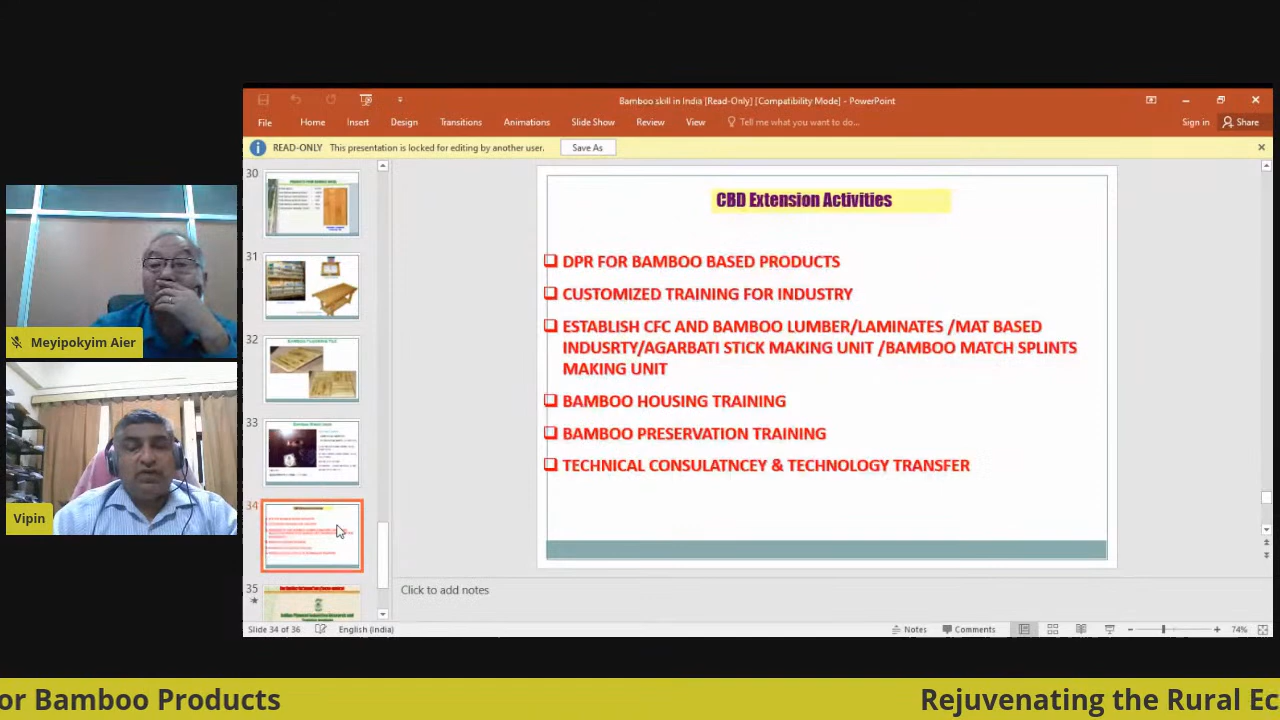 Bamboo skill in India [Read-Only] [Compatibility Mode] - PowerPoint
File Home Insert Design Transitions Animations Slide Show Review View Tell me what you want to do... Sign in Share
READ-ONLY This presentation is locked for editing by another user. Save As
30
31
32
33
34
35
CBD Extension Activities
DPR FOR BAMBOO BASED PRODUCTS
CUSTOMIZED TRAINING FOR INDUSTRY
ESTABLISH CFC AND BAMBOO LUMBER/LAMINATES /MAT BASED
INDUSRTY/AGARBATI STICK MAKING UNIT /BAMBOO MATCH SPLINTS
MAKING UNIT
BAMBOO HOUSING TRAINING
BAMBOO PRESERVATION TRAINING
TECHNICAL CONSULATNCEY & TECHNOLOGY TRANSFER
Click to add notes
Slide 34 of 36 English (India) Notes Comments 74%
Meyipokyim Aier
Vipin
or Bamboo Products Rejuvenating the Rural Ec